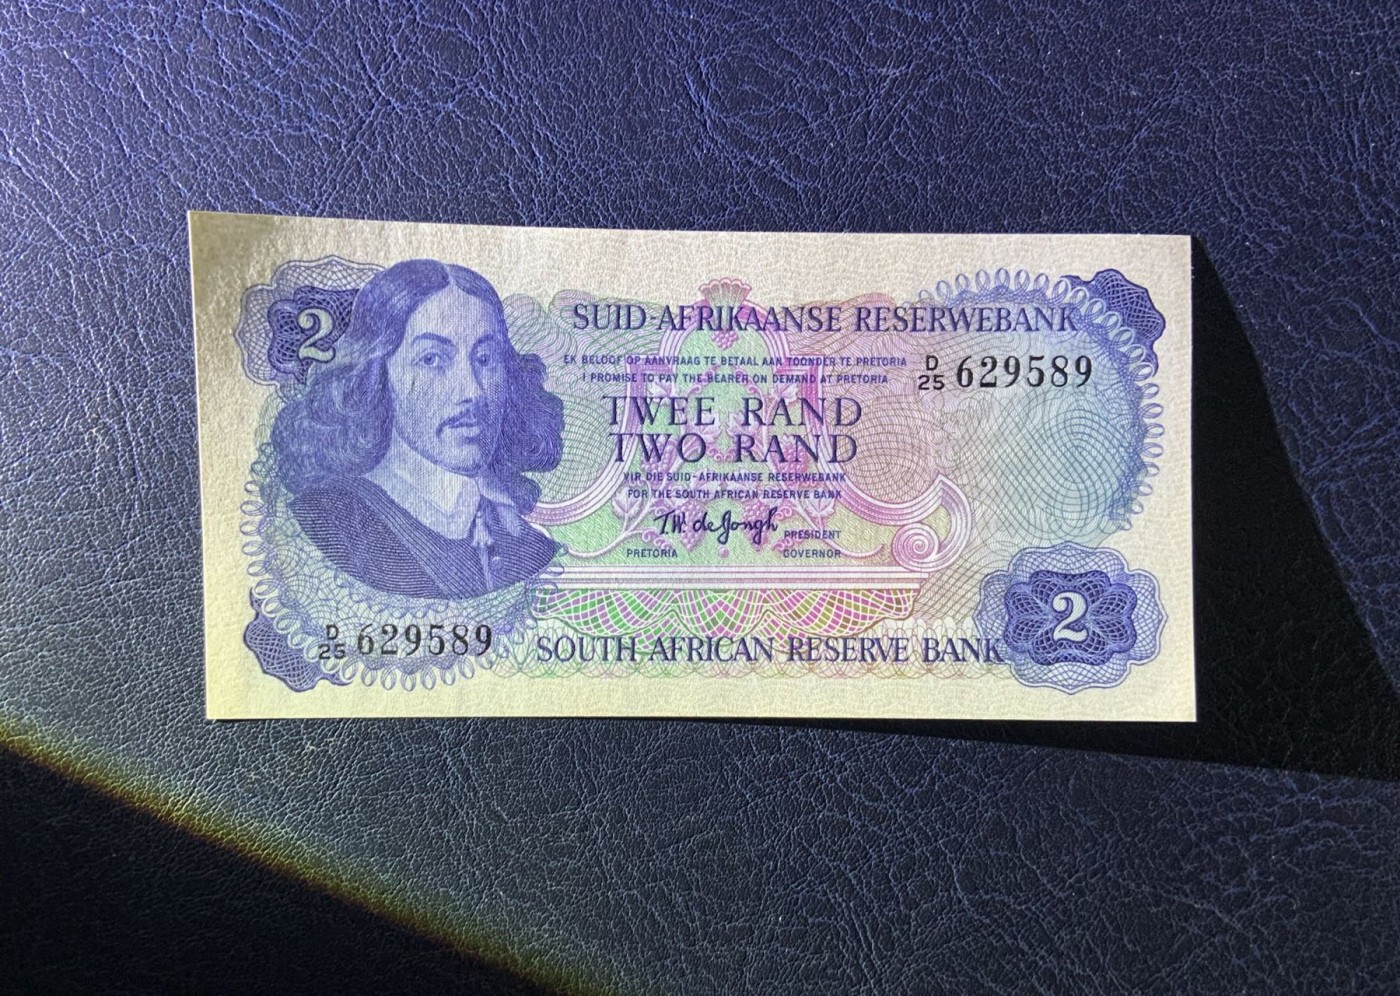 2
SUID-AFRIKAANSE RESERWEBANK
EK BELOOF OP AANVRAAG TE BETAAL AAN TOONDER TE PRETORIA
I PROMISE TO PAY THE BEARER ON DEMAND AT PRETORIA
D/25 629589
TWEE RAND
TWO RAND
VIR DIE SUID-AFRIKAANSE RESERWEBANK
FOR THE SOUTH AFRICAN RESERVE BANK
T.W. de Jongh
PRESIDENT
PRETORIA GOVERNOR
D/25 629589
SOUTH AFRICAN RESERVE BANK
2